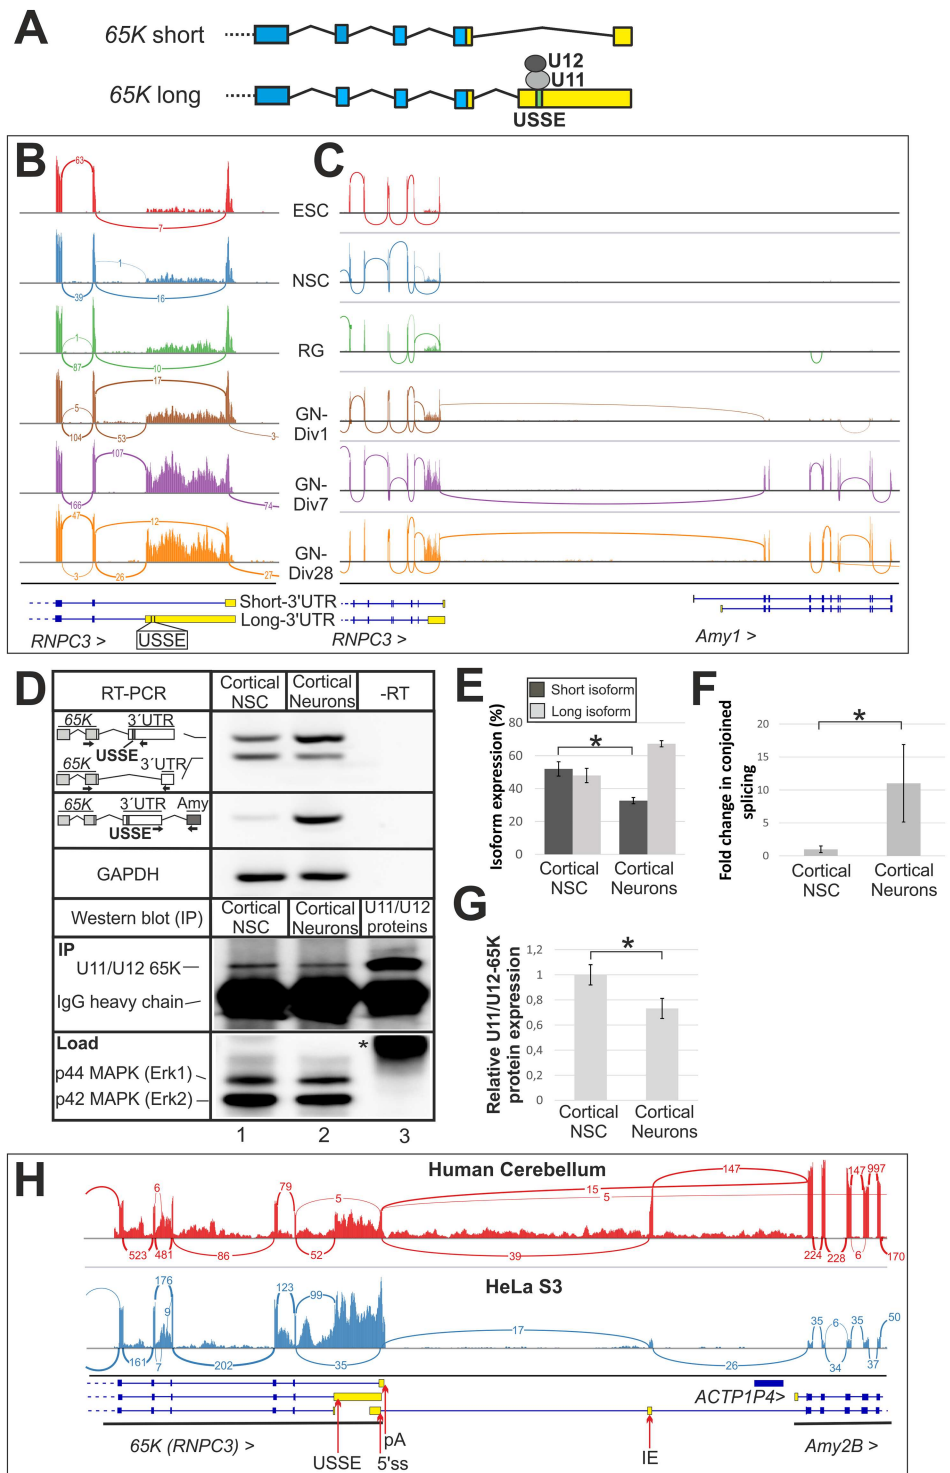 A
65K short
U12
U11
65K long
USSE
B
C
63
7
ESC
1
39
16
NSC
1
87
10
RG
17
5
104
53
3
GN-
Div1
107
166
74
GN-
Div7
47
12
3
26
27
GN-
Div28
Short-3'UTR
Long-3'UTR
RNPC3 >
USSE
RNPC3 >
Amy1 >
D
RT-PCR
Cortical
NSC
Cortical
Neurons
-RT
65K
3´UTR
USSE
65K
3´UTR
65K
3´UTR
Amy
USSE
GAPDH
Western blot (IP)
Cortical
NSC
Cortical
Neurons
U11/U12
proteins
IP
U11/U12 65K
IgG heavy chain
Load
*
p44 MAPK (Erk1)
p42 MAPK (Erk2)
1
2
3
E
Short isoform
Long isoform
Isoform expression (%)
80
60
40
20
0
*
Cortical
NSC
Cortical
Neurons
F
Fold change in conjoined
splicing
20
15
10
5
0
*
Cortical
NSC
Cortical
Neurons
G
Relative U11/U12-65K
protein expression
1,2
1
0,8
0,6
0,4
0,2
0
*
Cortical
NSC
Cortical
Neurons
H
Human Cerebellum
6
79
5
15
5
147
147
997
523
481
86
52
39
224
228
6
170
HeLa S3
176
9
123
99
17
35
6
35
50
161
7
202
35
26
34
37
ACTP1P4>
65K (RNPC3) >
USSE
pA
5'ss
IE
Amy2B >